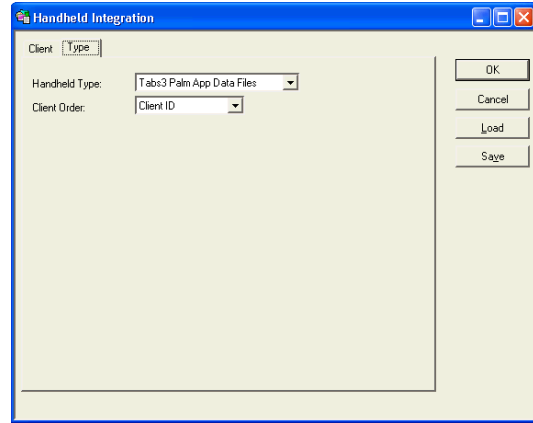 Handheld Integration
Client Type
Handheld Type: Tabs3 Palm App Data Files
Client Order: Client ID
OK
Cancel
Load
Save